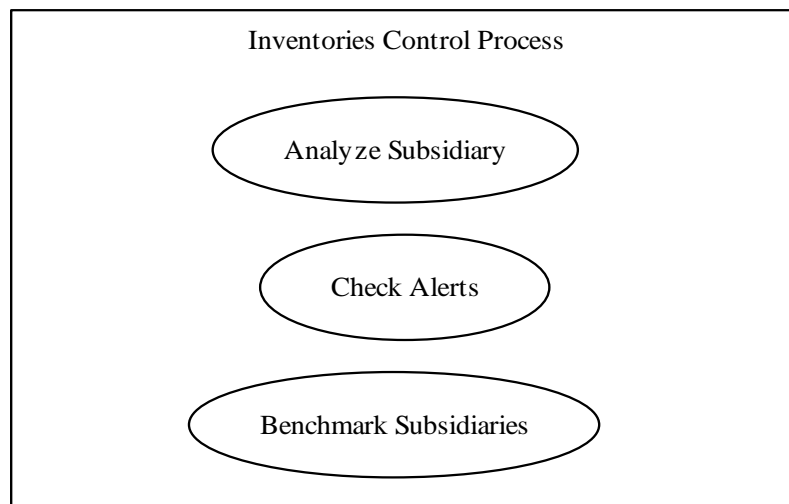 Inventories Control Process
Analyze Subsidiary
Check Alerts
Benchmark Subsidiaries